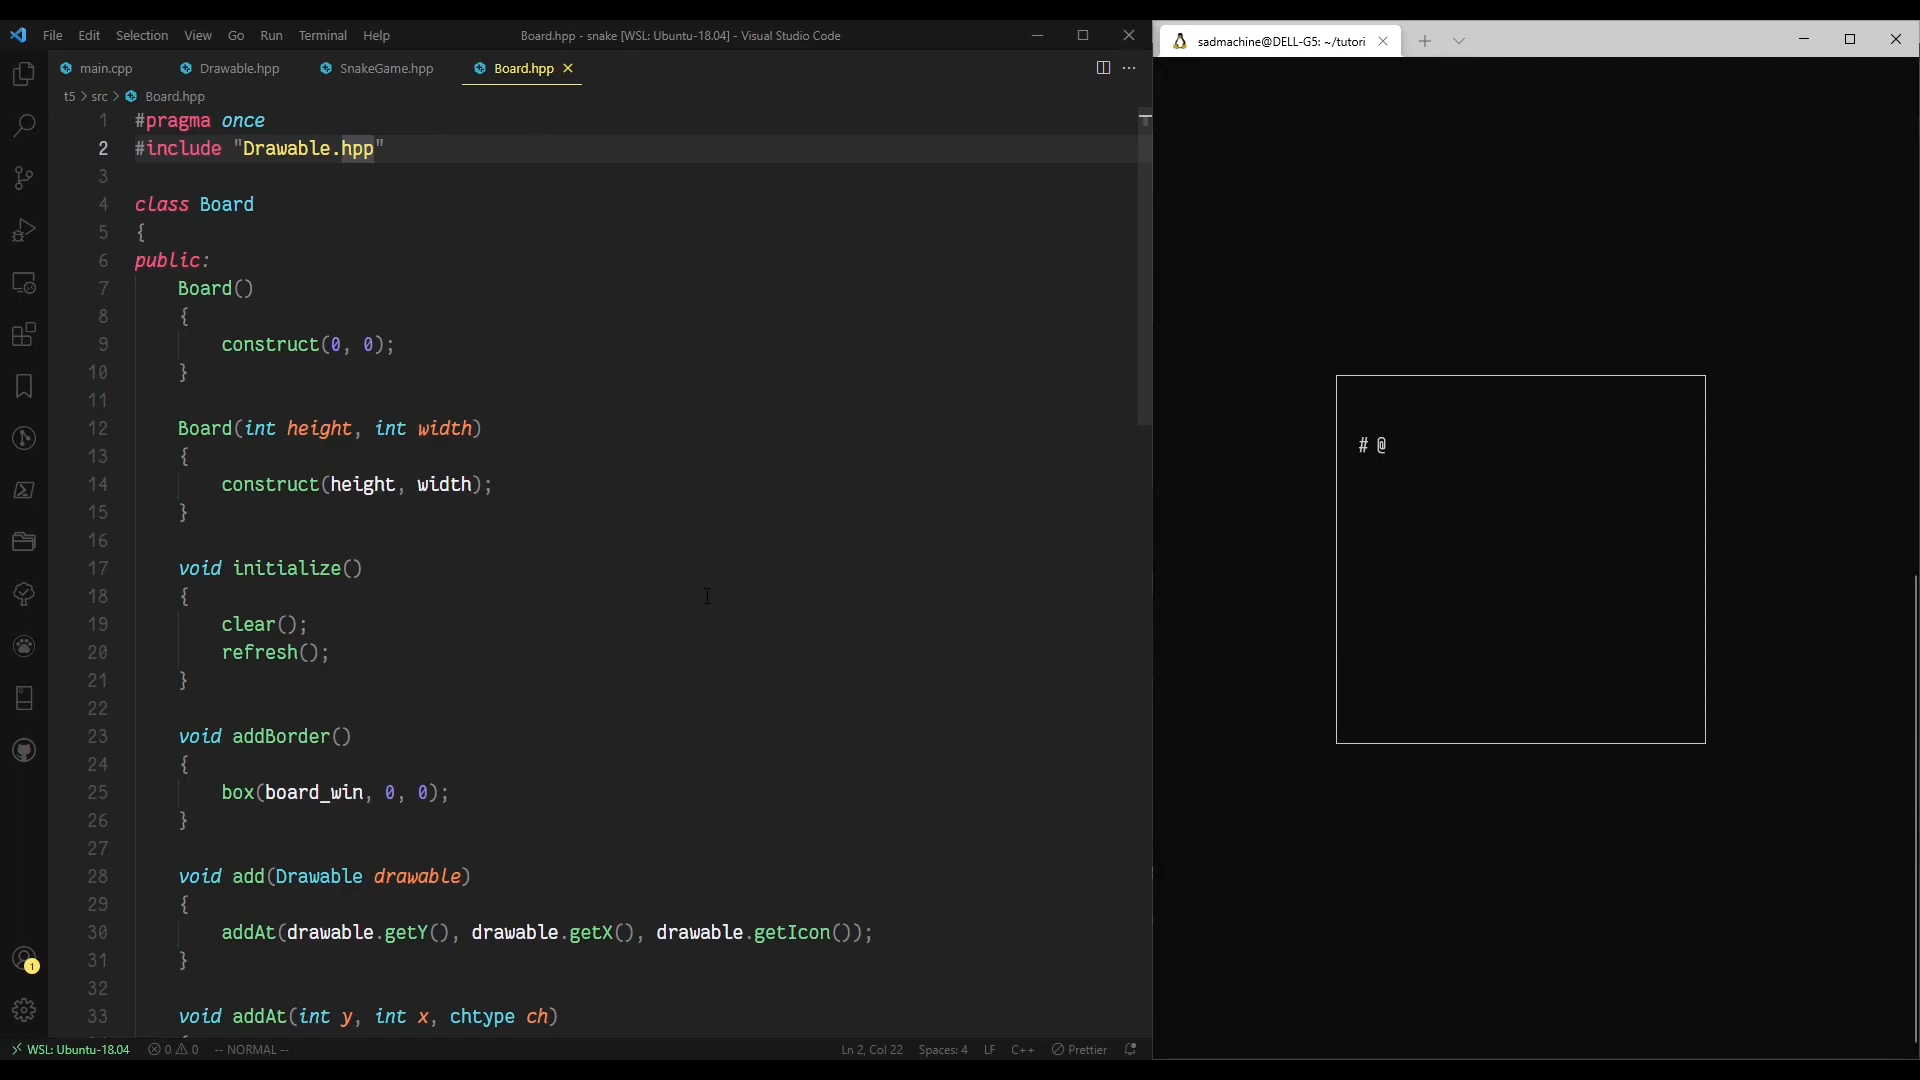 File Edit Selection View Go Run Terminal Help
Board.hpp - snake [WSL: Ubuntu-18.04] - Visual Studio Code
main.cpp Drawable.hpp SnakeGame.hpp Board.hpp
t5 > src > Board.hpp
1 #pragma once
2 #include "Drawable.hpp"
3
4 class Board
5 {
6 public:
7 Board()
8 {
9 construct(0, 0);
10 }
11
12 Board(int height, int width)
13 {
14 construct(height, width);
15 }
16
17 void initialize()
18 {
19 clear();
20 refresh();
21 }
22
23 void addBorder()
24 {
25 box(board_win, 0, 0);
26 }
27
28 void add(Drawable drawable)
29 {
30 addAt(drawable.getY(), drawable.getX(), drawable.getIcon());
31 }
32
33 void addAt(int y, int x, chtype ch)
1
WSL: Ubuntu-18.04 0 0 -- NORMAL -- Ln 2, Col 22 Spaces: 4 LF C++ Prettier
sadmachine@DELL-G5: ~/tutori
# @